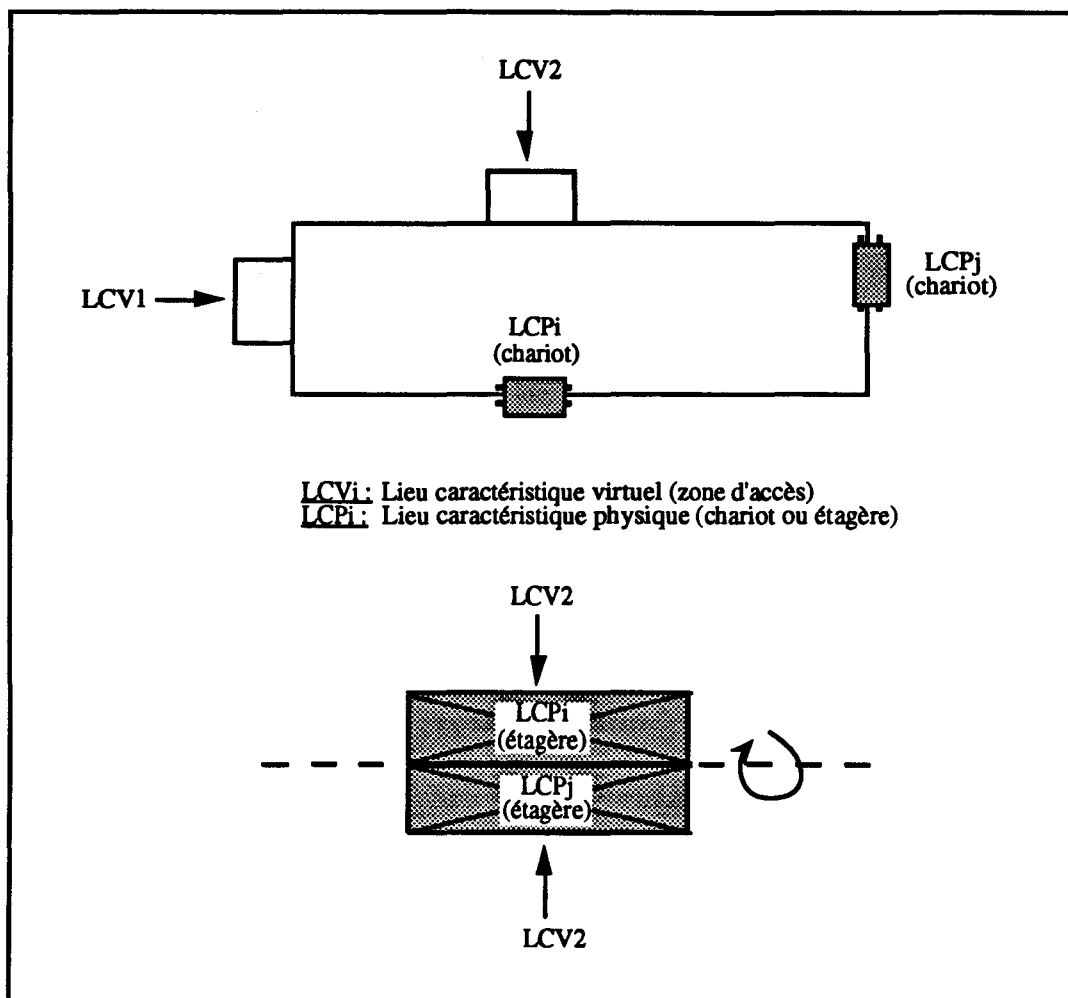 LCV2
LCPj
(chariot)
LCV1
LCPi
(chariot)
LCVi : Lieu caractéristique virtuel (zone d'accès)
LCPi : Lieu caractéristique physique (chariot ou étagère)
LCV2
LCPi
(étagère)
LCPj
(étagère)
LCV2